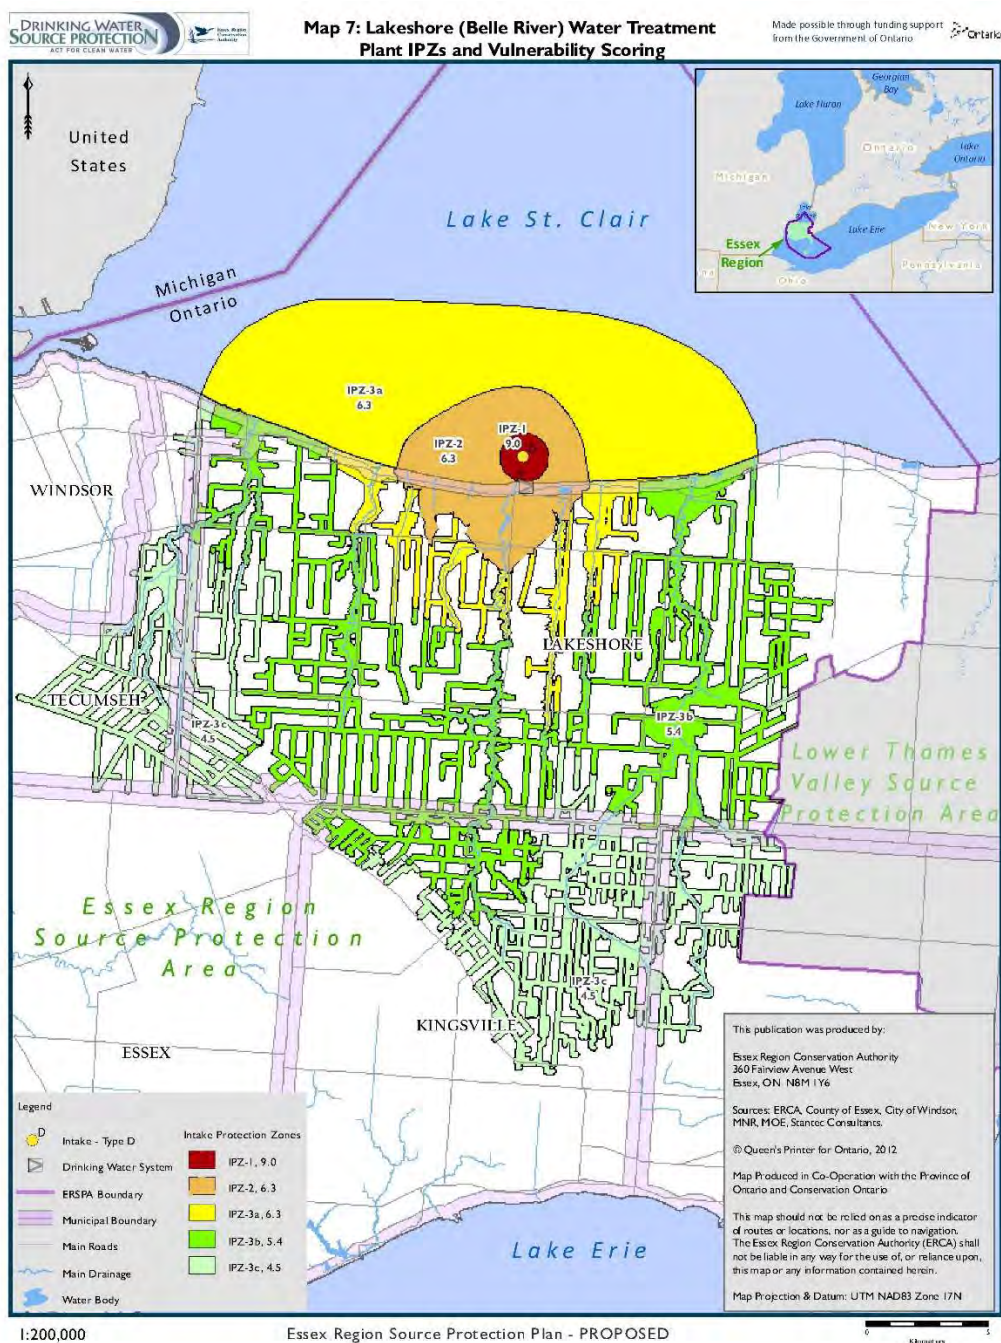 DRINKING WATER
SOURCE PROTECTION
ACT FOR CLEAN WATER
Essex Region
Conservation
Authority
Map 7: Lakeshore (Belle River) Water Treatment
Plant IPZs and Vulnerability Scoring
Made possible through funding support
from the Government of Ontario
Ontario
United
States
Lake St. Clair
Michigan
Ontario
Georgian
Bay
Lake Huron
Ontario
Lake
Ontario
Michigan
Lake Erie
New York
Essex
Region
Pennsylvania
Ohio
IPZ-3a
6.3
IPZ-1
9.0
IPZ-2
6.3
WINDSOR
LAKESHORE
TECUMSEH
IPZ-3c
4.5
IPZ-3b
5.4
Lower Thames
Valley Source
Protection Area
Essex Region
Source Protection
Area
IPZ-3c
4.5
KINGSVILLE
ESSEX
Lake Erie
Legend
D
Intake - Type D
Drinking Water System
ERSPA Boundary
Municipal Boundary
Main Roads
Main Drainage
Water Body
Intake Protection Zones
IPZ-1, 9.0
IPZ-2, 6.3
IPZ-3a, 6.3
IPZ-3b, 5.4
IPZ-3c, 4.5
This publication was produced by:
Essex Region Conservation Authority
360 Fairview Avenue West
Essex, ON N8M 1Y6
Sources: ERCA, County of Essex, City of Windsor,
MNR, MOE, Stantec Consultants.
© Queen's Printer for Ontario, 2012
Map Produced in Co-Operation with the Province of
Ontario and Conservation Ontario
This map should not be relied on as a precise indicator
of routes or locations, nor as a guide to navigation.
The Essex Region Conservation Authority (ERCA) shall
not be liable in any way for the use of, or reliance upon,
this map or any information contained herein.
Map Projection & Datum: UTM NAD83 Zone 17N
1:200,000
Essex Region Source Protection Plan - PROPOSED
0
5
Kilometers